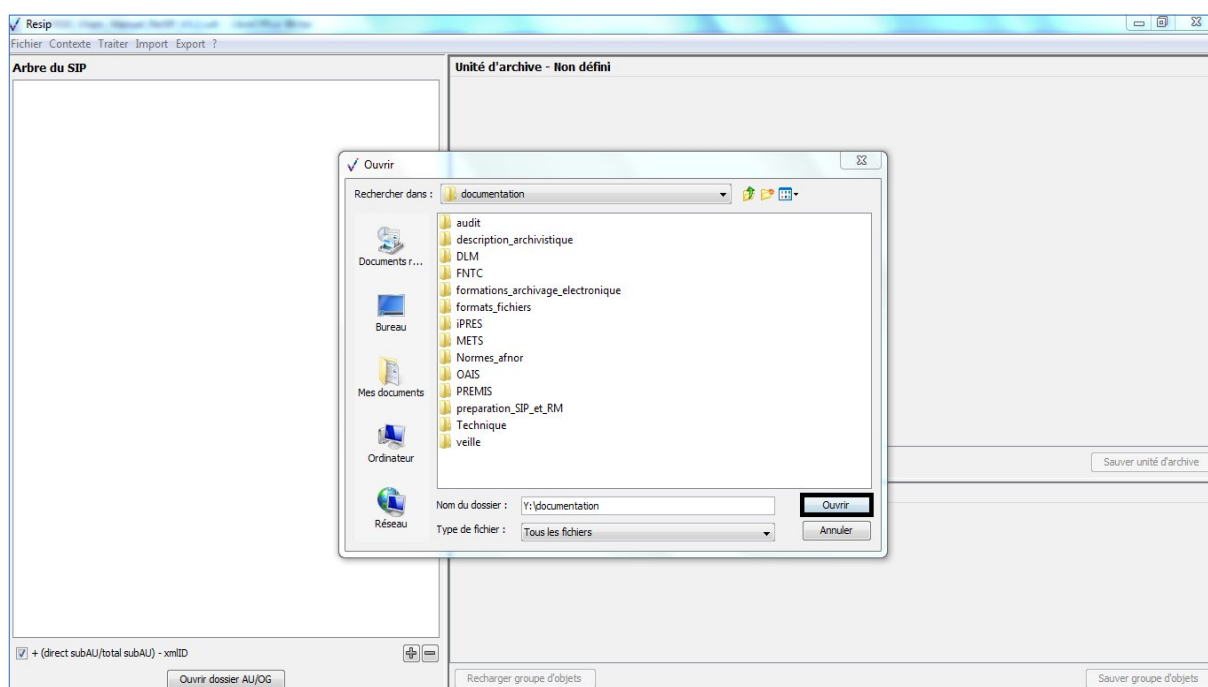 Resip
Fichier Contexte Traiter Import Export ?
Arbre du SIP
Unité d'archive - Non défini
Ouvrir
Rechercher dans :
documentation
Documents r...
Bureau
Mes documents
Ordinateur
Réseau
audit
description_archivistique
DLM
FNTC
formations_archivage_electronique
formats_fichiers
iPRES
METS
Normes_afnor
OAIS
PREMIS
preparation_SIP_et_RM
Technique
veille
Nom du dossier :
Y:\documentation
Ouvrir
Type de fichier :
Tous les fichiers
Annuler
Sauver unité d'archive
+ (direct subAU/total subAU) - xmlID
Ouvrir dossier AU/OG
Recharger groupe d'objets
Sauver groupe d'objets